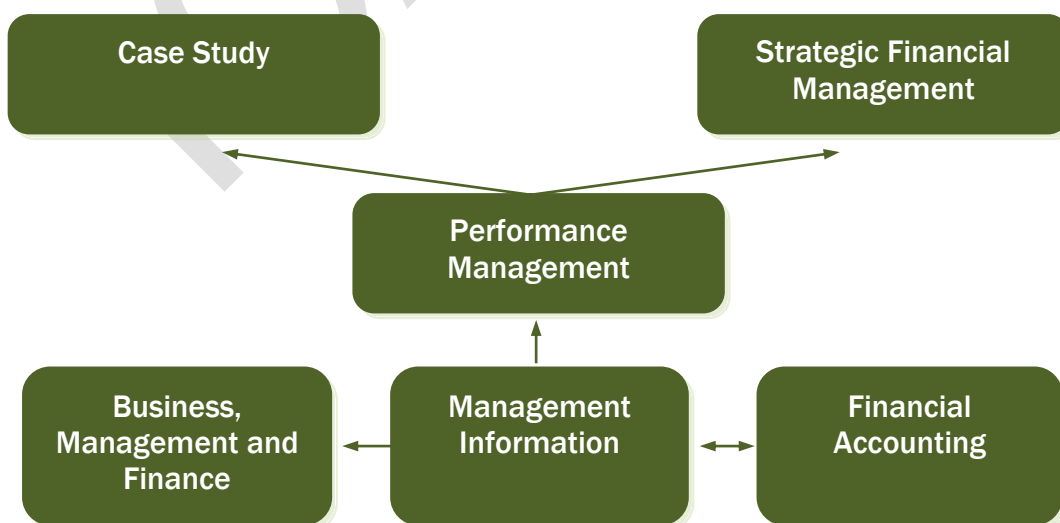 Case Study
Strategic Financial
Management
Performance
Management
Business,
Management and
Finance
Management
Information
Financial
Accounting